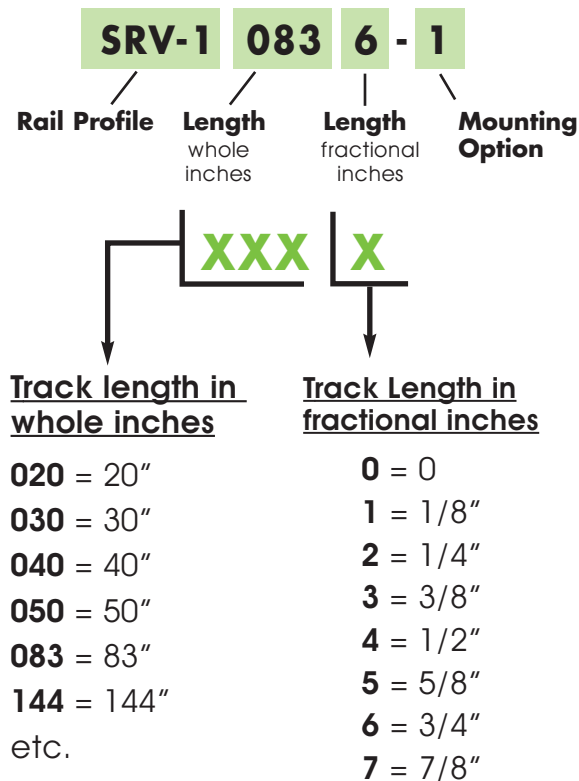 SRV-1 083 6 - 1
Rail Profile
Length
whole
inches
Length
fractional
inches
Mounting
Option
XXX X
Track length in
whole inches
020 = 20"
030 = 30"
040 = 40"
050 = 50"
083 = 83"
144 = 144"
etc.
Track Length in
fractional inches
0 = 0
1 = 1/8"
2 = 1/4"
3 = 3/8"
4 = 1/2"
5 = 5/8"
6 = 3/4"
7 = 7/8"